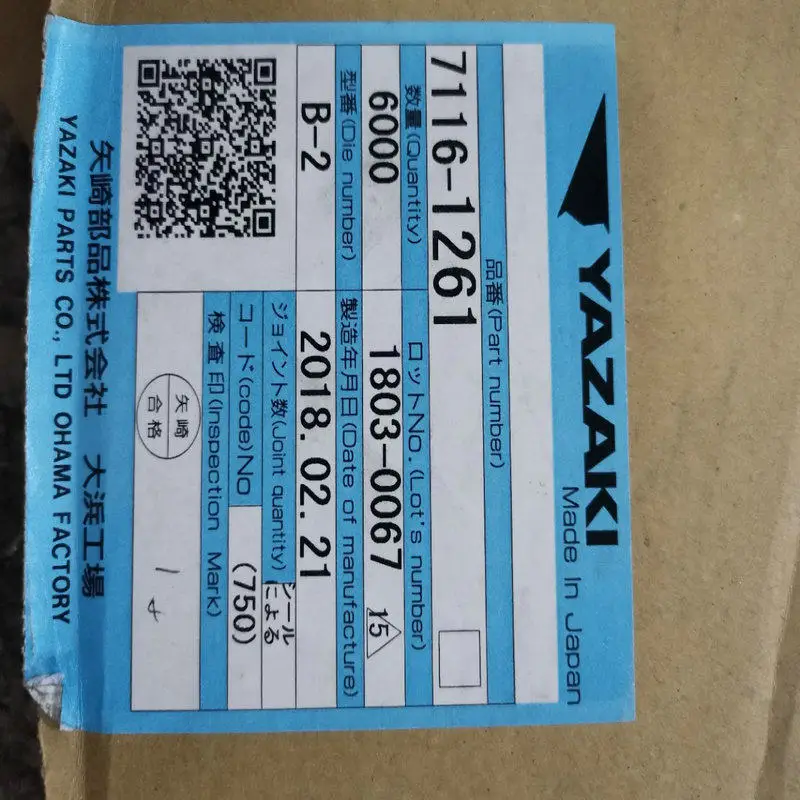 YAZAKI
Made In Japan
品番(Part number)
7116-1261
数量(Quantity)
ロットNo.(Lot's number)
6000
1803-0067
15
型番(Die number)
製造年月日(Date of manufacture)
B-2
2018.02.21
ジョイント数(Joint quantity)
シール
による
コード(code)No
(750)
検査印(Inspection Mark)
矢崎
合格
矢崎部品株式会社 大浜工場
YAZAKI PARTS CO., LTD OHAMA FACTORY